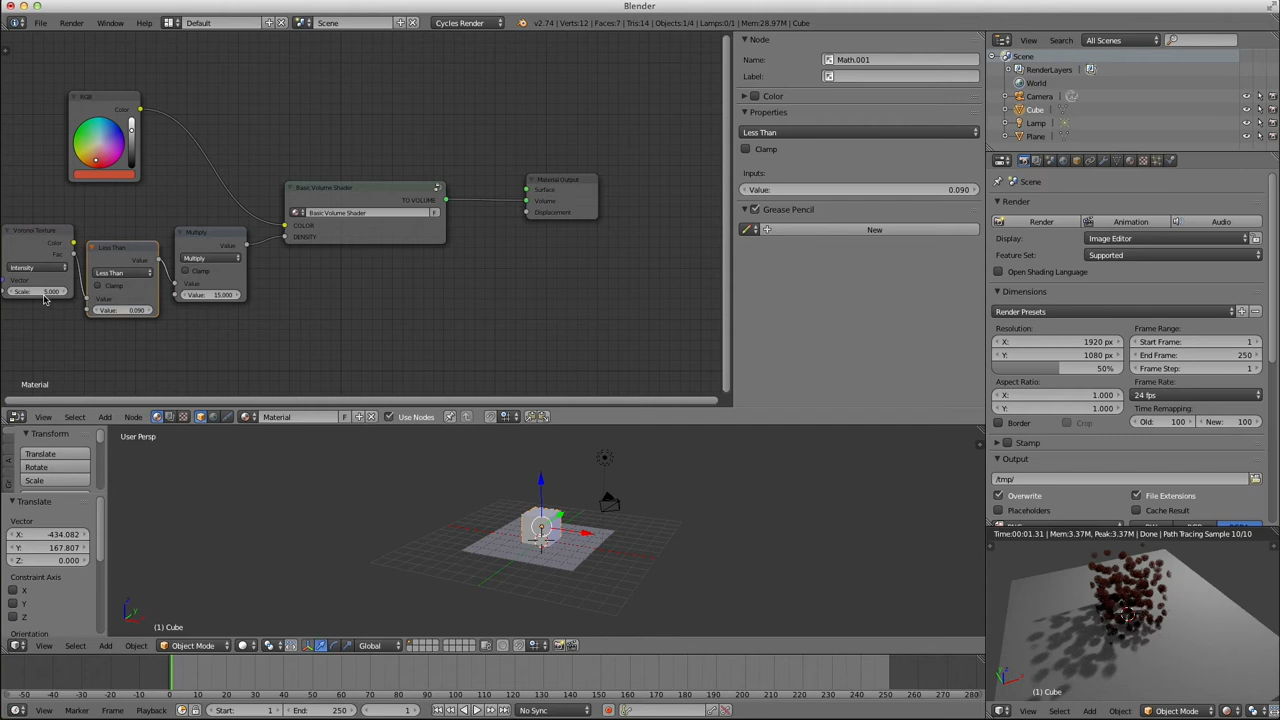 Blender
File Render Window Help Default Scene Cycles Render v2.74 | Verts:12 | Faces:7 | Tris:14 | Objects:1/4 | Lamps:0/1 | Mem:28.97M | Cube
RGB
Color
Voronoi Texture
Color
Fac
Intensity
Vector
Scale: 5.000
Less Than
Value
Less Than
Clamp
Value
Value: 0.090
Multiply
Value
Multiply
Clamp
Value
Value: 15.000
Basic Volume Shader
TO VOLUME
Basic Volume Shader F
COLOR
DENSITY
Material Output
Surface
Volume
Displacement
Material
View Select Add Node Material F Use Nodes
Node
Name: Math.001
Label:
Color
Properties
Less Than
Clamp
Inputs:
Value: 0.090
Grease Pencil
New
View Search All Scenes
Scene
RenderLayers
World
Camera
Cube
Lamp
Plane
Scene
Render
Render Animation Audio
Display: Image Editor
Feature Set: Supported
Open Shading Language
Dimensions
Render Presets
Resolution: Frame Range:
X: 1920 px Start Frame: 1
Y: 1080 px End Frame: 250
50% Frame Step: 1
Aspect Ratio: Frame Rate:
X: 1.000 24 fps
Y: 1.000 Time Remapping:
Border Crop Old: 100 New: 100
Stamp
Output
/tmp/
Overwrite File Extensions
Placeholders Cache Result
Transform
Translate
Rotate
Scale
Translate
Vector
X: -434.082
Y: 167.807
Z: 0.000
Constraint Axis
X
Y
Z
Orientation
User Persp
(1) Cube
View Select Add Object Object Mode Global
Time:00:01.31 | Mem:3.37M, Peak:3.37M | Done | Path Tracing Sample 10/10
(1) Cube
View Select Add Object Object Mode
-50 -40 -30 -20 -10 0 10 20 30 40 50 60 70 80 90 100 110 120 130 140 150 160 170 180 190 200 210 220 230 240 250 260 270 280
View Marker Frame Playback Start: 1 End: 250 1 No Sync